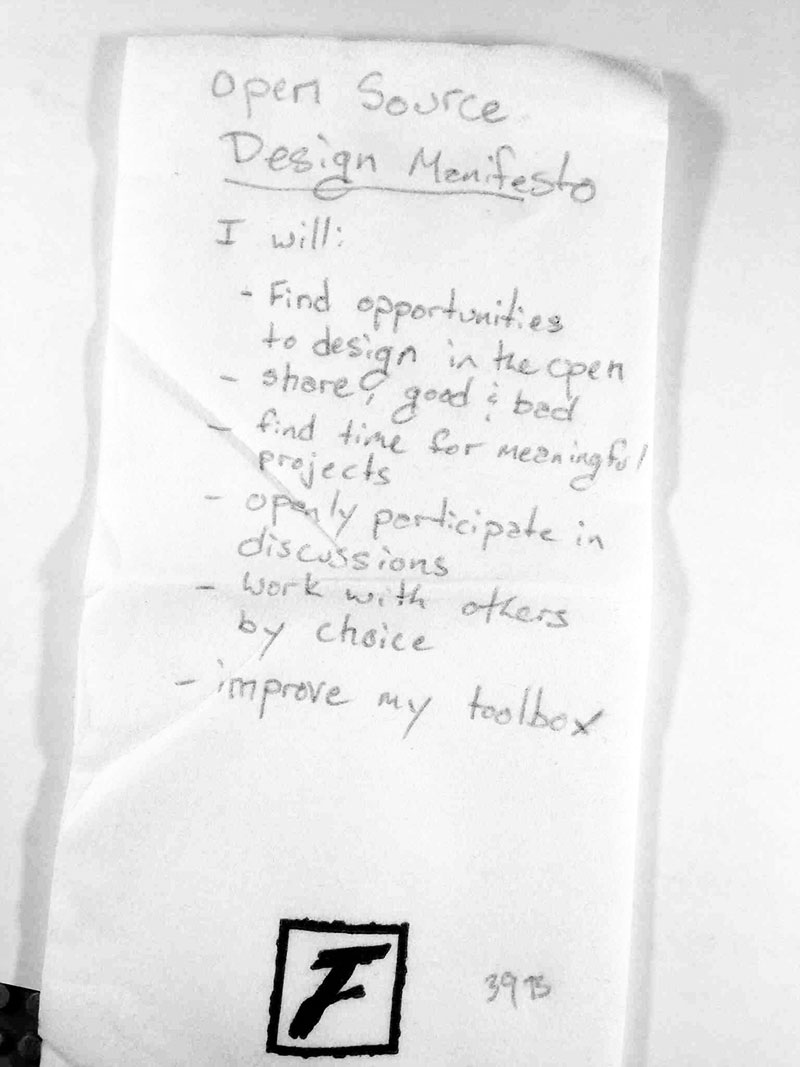 Open Source
Design Manifesto
I will:
- Find opportunities
to design in the open
- share, good & bad
- find time for meaningful
projects
- openly participate in
discussions
- work with others
by choice
- improve my toolbox
F